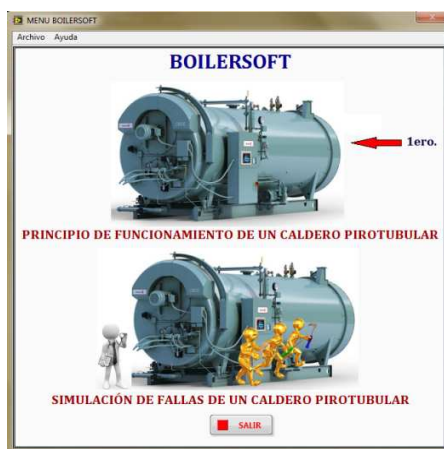 MENU BOILERSOFT
Archivo Ayuda
BOILERSOFT
1ero.
PRINCIPIO DE FUNCIONAMIENTO DE UN CALDERO PIROTUBULAR
SIMULACIÓN DE FALLAS DE UN CALDERO PIROTUBULAR
SALIR